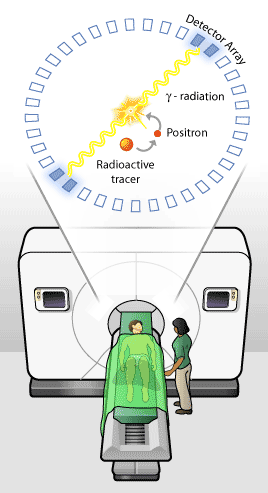 Detector Array
γ - radiation
Positron
Radioactive
tracer